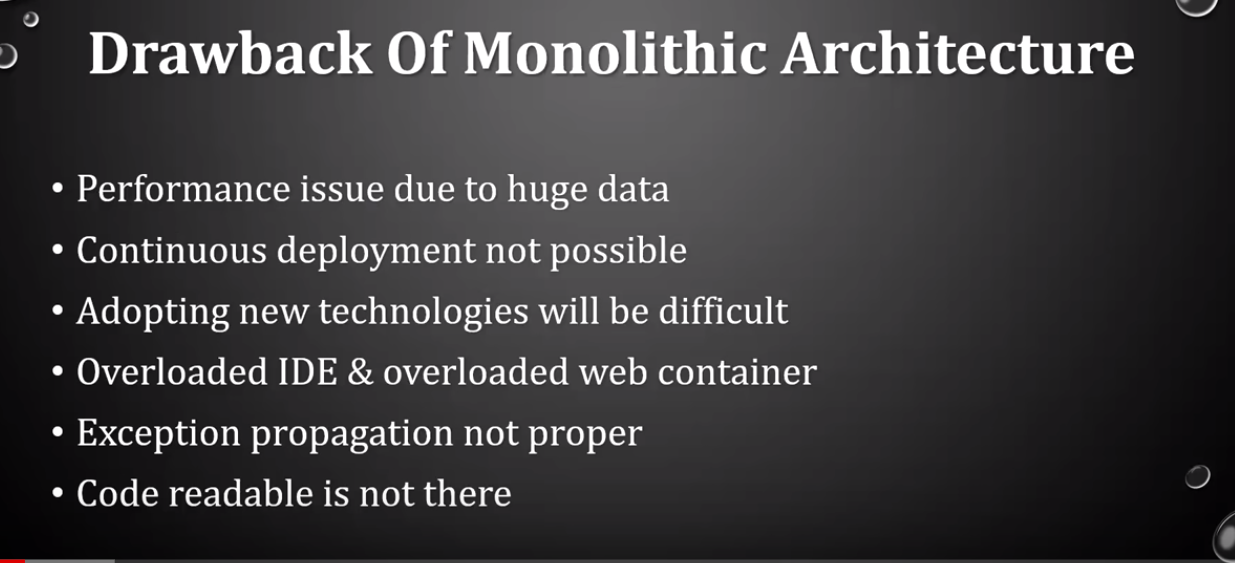 Drawback Of Monolithic Architecture
• Performance issue due to huge data
• Continuous deployment not possible
• Adopting new technologies will be difficult
• Overloaded IDE & overloaded web container
• Exception propagation not proper
• Code readable is not there